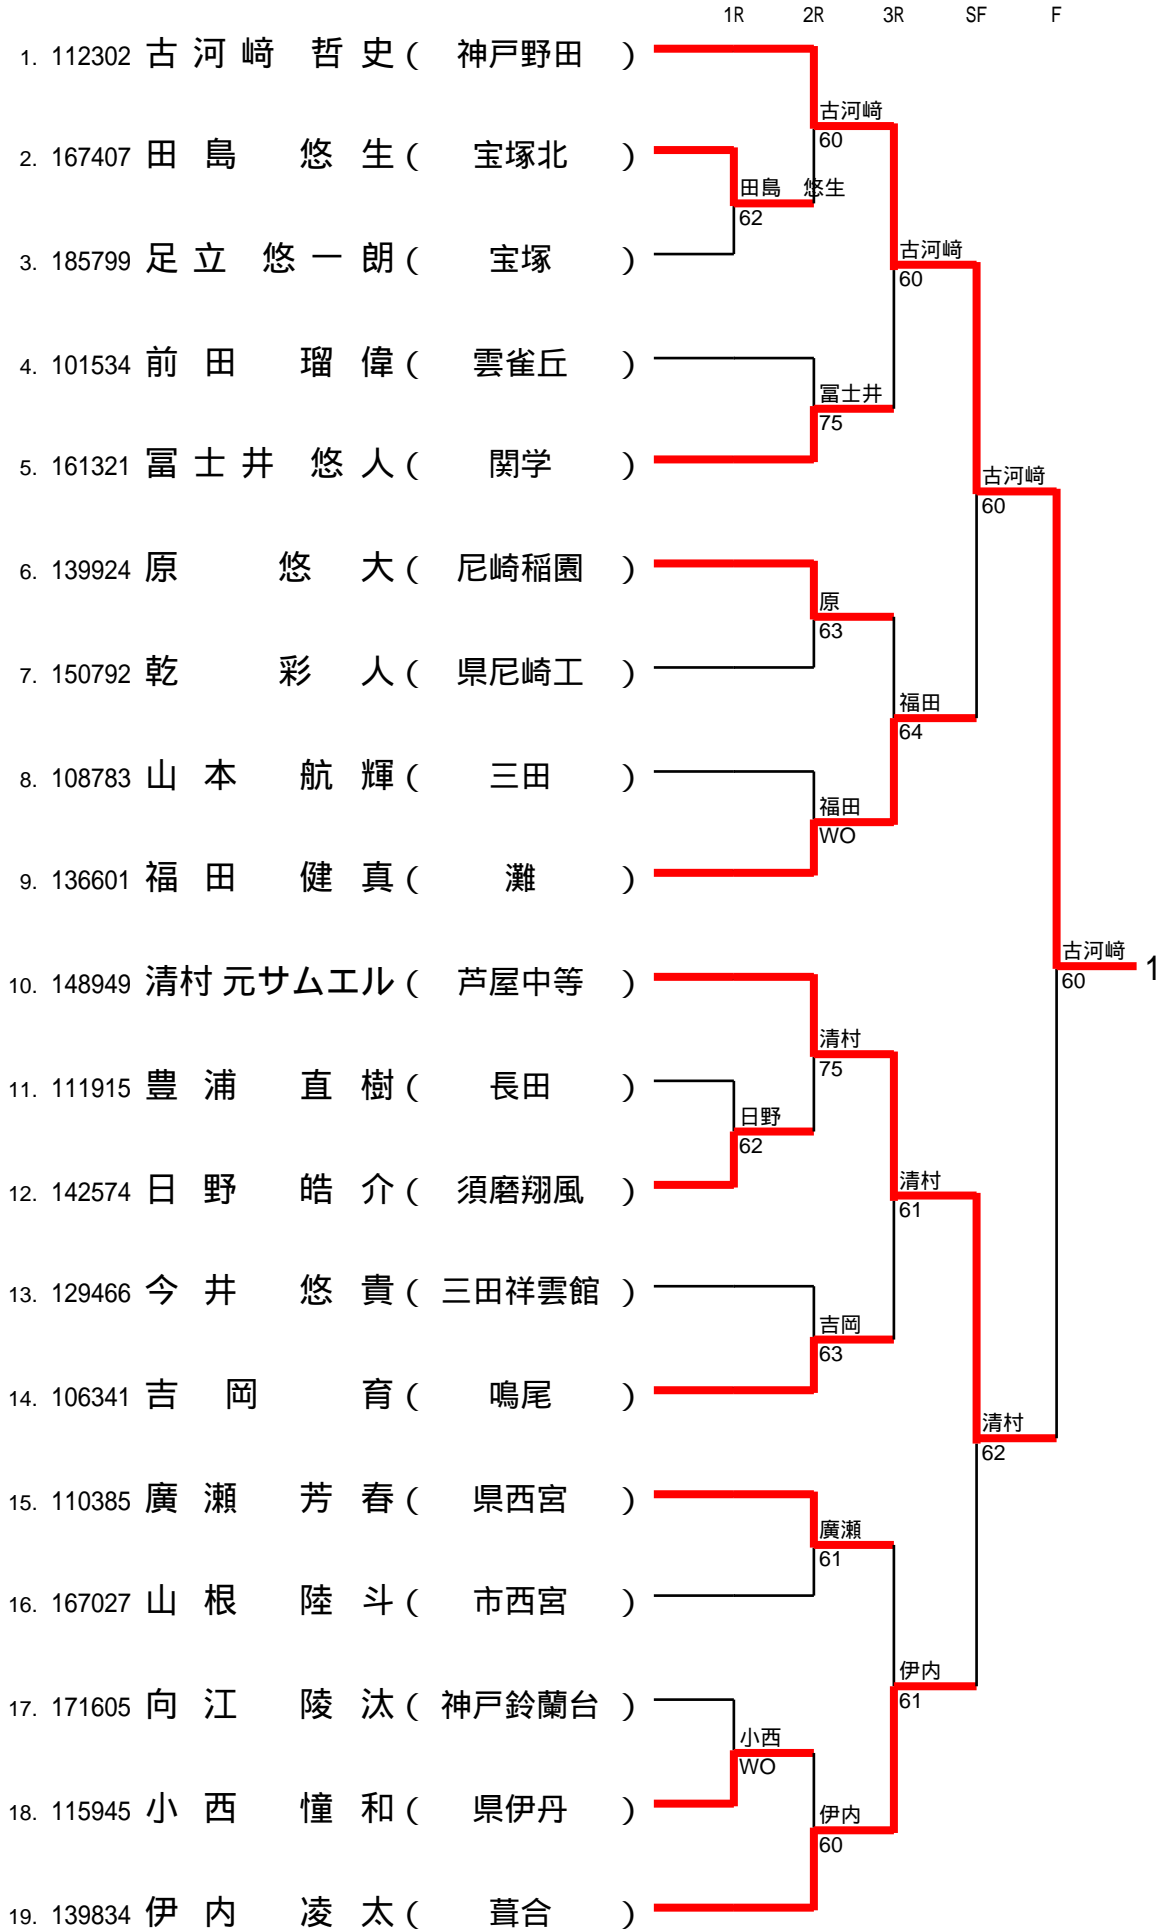 1R 2R 3R SF F
1. 112302 古河﨑 哲史 ( 神戸野田 )
古河﨑
60
2. 167407 田島 悠生 ( 宝塚北 )
田島 悠生
62
3. 185799 足立 悠一朗 ( 宝塚 )
古河﨑
60
4. 101534 前田 瑠偉 ( 雲雀丘 )
冨士井
75
5. 161321 冨士井 悠人 ( 関学 )
古河﨑
60
6. 139924 原 悠大 ( 尼崎稲園 )
原
63
7. 150792 乾 彩人 ( 県尼崎工 )
福田
64
8. 108783 山本 航輝 ( 三田 )
福田
WO
9. 136601 福田 健真 ( 灘 )
古河﨑
60
1
10. 148949 清村 元サムエル ( 芦屋中等 )
清村
75
11. 111915 豊浦 直樹 ( 長田 )
日野
62
12. 142574 日野 皓介 ( 須磨翔風 )
清村
61
13. 129466 今井 悠貴 ( 三田祥雲館 )
吉岡
63
14. 106341 吉岡 育 ( 鳴尾 )
清村
62
15. 110385 廣瀬 芳春 ( 県西宮 )
廣瀬
61
16. 167027 山根 陸斗 ( 市西宮 )
伊内
61
17. 171605 向江 陵汰 ( 神戸鈴蘭台 )
小西
WO
18. 115945 小西 憧和 ( 県伊丹 )
伊内
60
19. 139834 伊内 凌太 ( 葺合 )